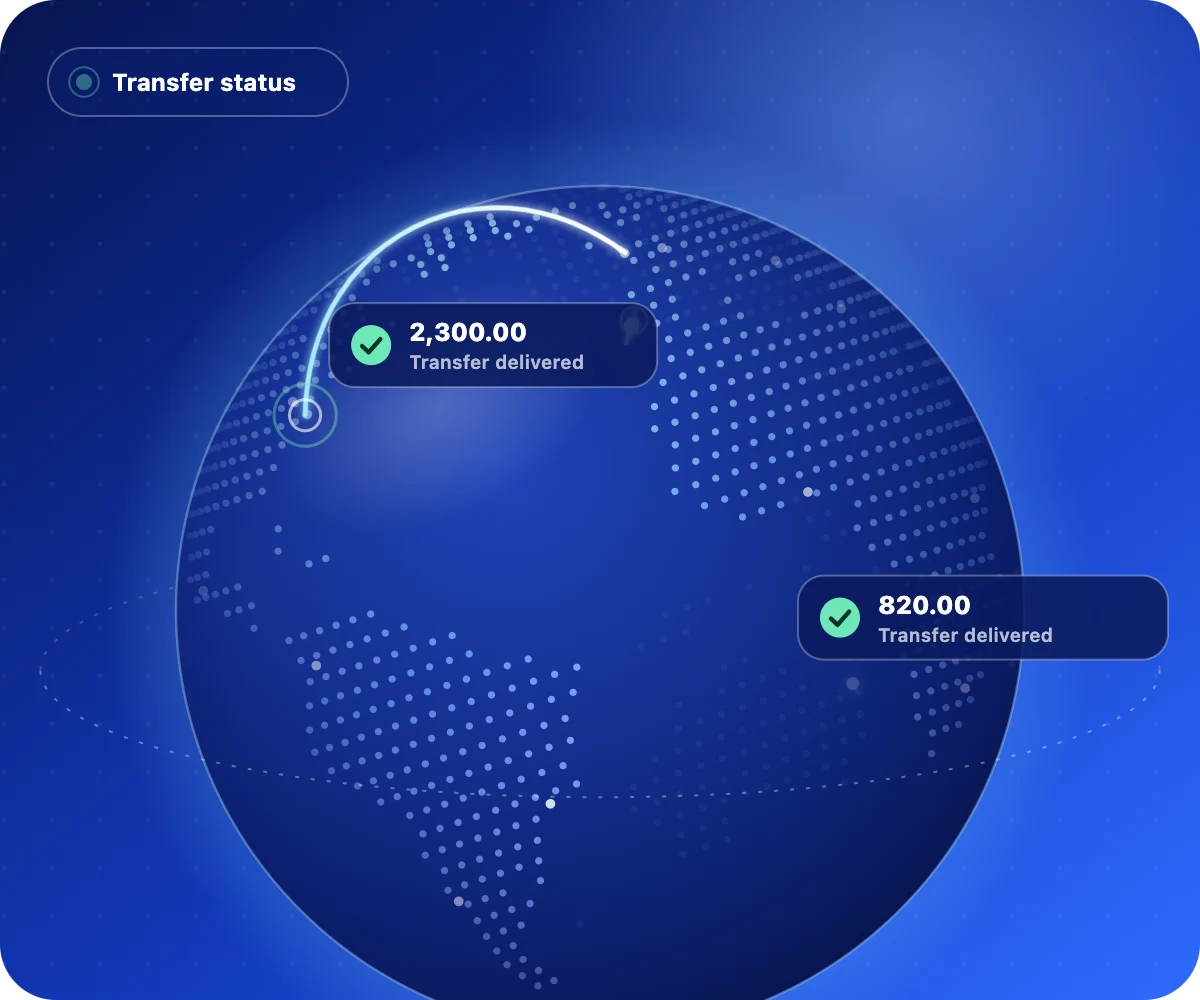 Transfer status
2,300.00
Transfer delivered
820.00
Transfer delivered